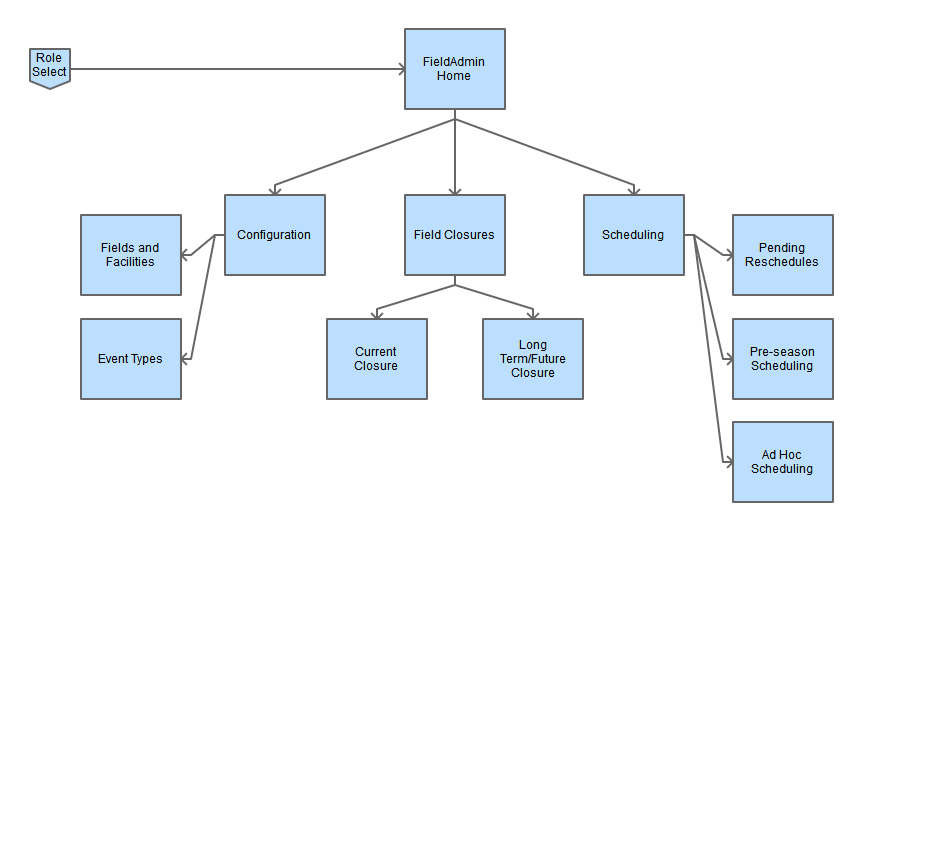 Role
Select
FieldAdmin
Home
Configuration
Field Closures
Scheduling
Fields and
Facilities
Pending
Reschedules
Event Types
Current
Closure
Long
Term/Future
Closure
Pre-season
Scheduling
Ad Hoc
Scheduling